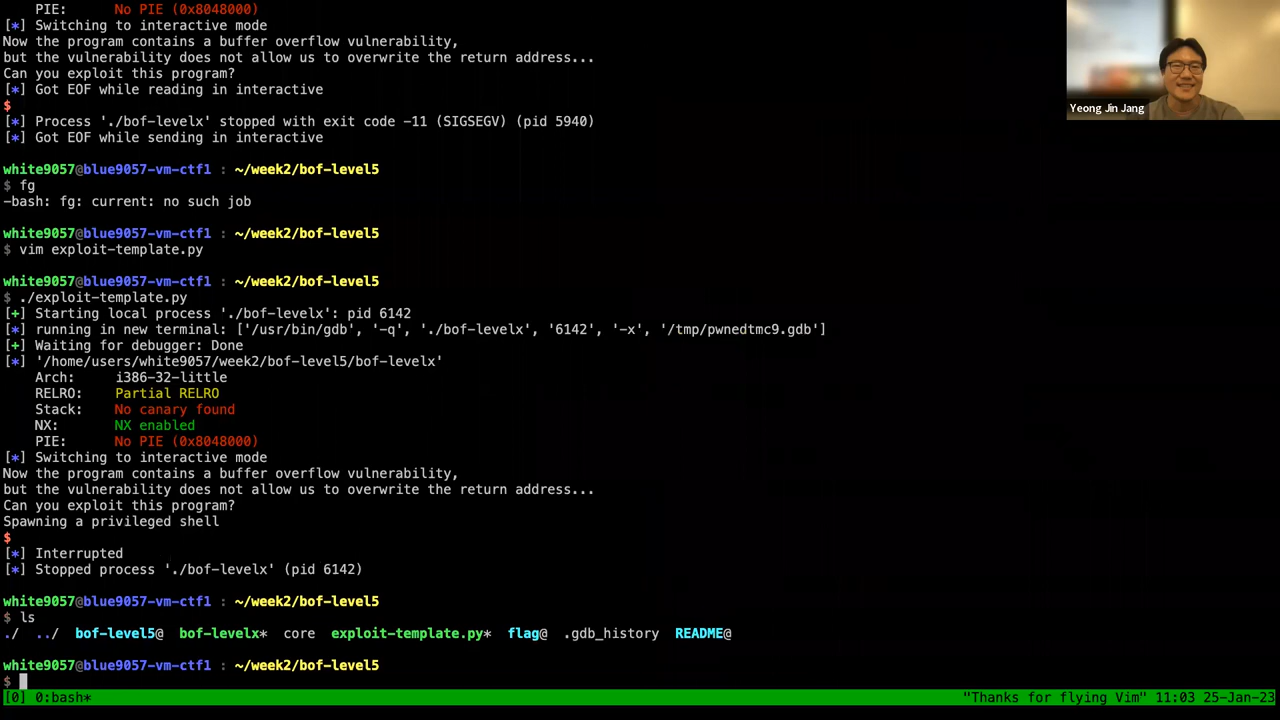 PIE:      No PIE (0x8048000)
[*] Switching to interactive mode
Now the program contains a buffer overflow vulnerability,
but the vulnerability does not allow us to overwrite the return address...
Can you exploit this program?
[*] Got EOF while reading in interactive
$
[*] Process './bof-levelx' stopped with exit code -11 (SIGSEGV) (pid 5940)
[*] Got EOF while sending in interactive
white9057@blue9057-vm-ctf1 : ~/week2/bof-level5
$ fg
-bash: fg: current: no such job
white9057@blue9057-vm-ctf1 : ~/week2/bof-level5
$ vim exploit-template.py
white9057@blue9057-vm-ctf1 : ~/week2/bof-level5
$ ./exploit-template.py
[+] Starting local process './bof-levelx': pid 6142
[*] running in new terminal: ['/usr/bin/gdb', '-q', './bof-levelx', '6142', '-x', '/tmp/pwnedtmc9.gdb']
[+] Waiting for debugger: Done
[*] '/home/users/white9057/week2/bof-level5/bof-levelx'
Arch:     i386-32-little
RELRO:    Partial RELRO
Stack:    No canary found
NX:       NX enabled
PIE:      No PIE (0x8048000)
[*] Switching to interactive mode
Now the program contains a buffer overflow vulnerability,
but the vulnerability does not allow us to overwrite the return address...
Can you exploit this program?
Spawning a privileged shell
$
[*] Interrupted
[*] Stopped process './bof-levelx' (pid 6142)
white9057@blue9057-vm-ctf1 : ~/week2/bof-level5
$ ls
./  ../  bof-level5@  bof-levelx*  core  exploit-template.py*  flag@  .gdb_history  README@
white9057@blue9057-vm-ctf1 : ~/week2/bof-level5
$
[0] 0:bash* "Thanks for flying Vim" 11:03 25-Jan-23
Yeong Jin Jang